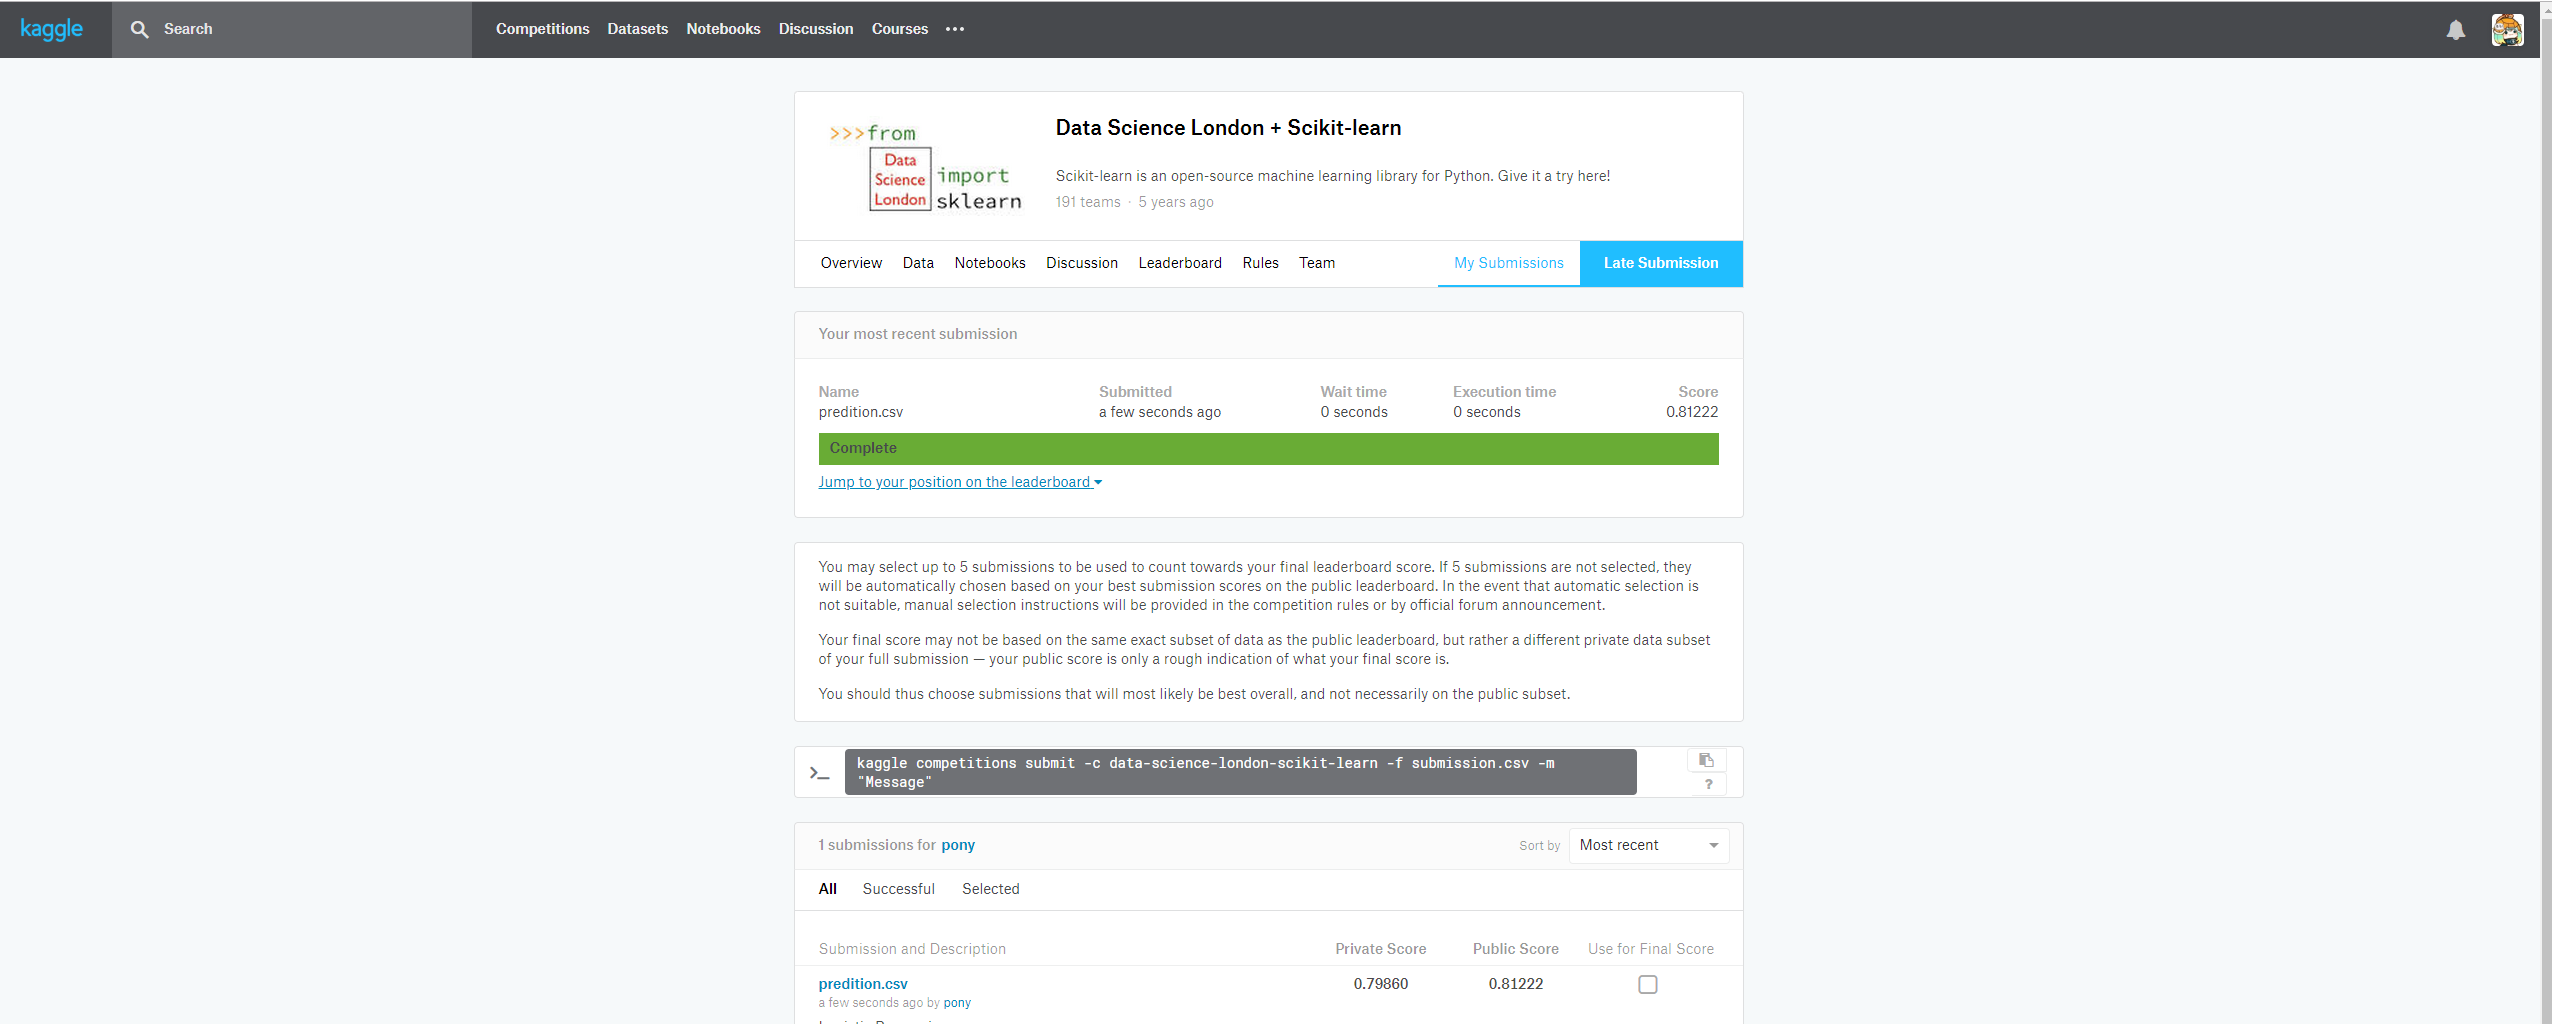 kaggle
Search
Competitions Datasets Notebooks Discussion Courses
>>>from
Data
Science
London
import
sklearn
Data Science London + Scikit-learn
Scikit-learn is an open-source machine learning library for Python. Give it a try here!
191 teams · 5 years ago
Overview Data Notebooks Discussion Leaderboard Rules Team My Submissions Late Submission
Your most recent submission
Name Submitted Wait time Execution time Score
predition.csv a few seconds ago 0 seconds 0 seconds 0.81222
Complete
Jump to your position on the leaderboard
You may select up to 5 submissions to be used to count towards your final leaderboard score. If 5 submissions are not selected, they
will be automatically chosen based on your best submission scores on the public leaderboard. In the event that automatic selection is
not suitable, manual selection instructions will be provided in the competition rules or by official forum announcement.
Your final score may not be based on the same exact subset of data as the public leaderboard, but rather a different private data subset
of your full submission — your public score is only a rough indication of what your final score is.
You should thus choose submissions that will most likely be best overall, and not necessarily on the public subset.
>_ kaggle competitions submit -c data-science-london-scikit-learn -f submission.csv -m
"Message"
?
1 submissions for pony Sort by Most recent
All Successful Selected
Submission and Description Private Score Public Score Use for Final Score
predition.csv 0.79860 0.81222
a few seconds ago by pony